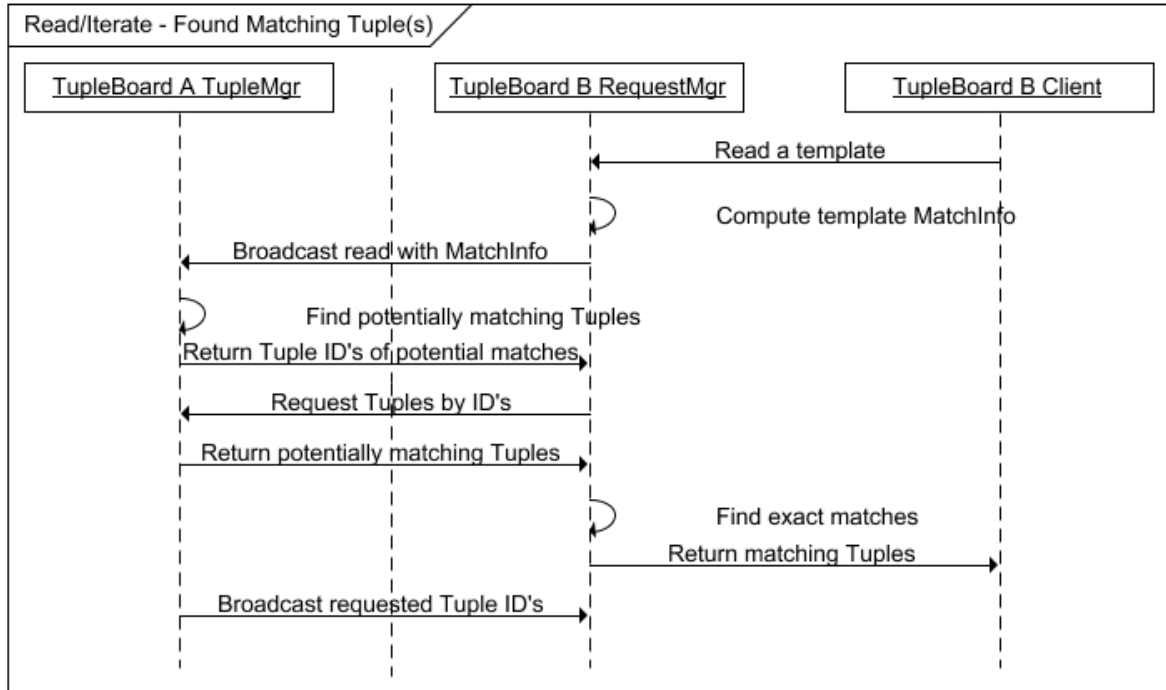 Read/Iterate - Found Matching Tuple(s)
TupleBoard A TupleMgr
TupleBoard B RequestMgr
TupleBoard B Client
Read a template
Compute template MatchInfo
Broadcast read with MatchInfo
Find potentially matching Tuples
Return Tuple ID's of potential matches
Request Tuples by ID's
Return potentially matching Tuples
Find exact matches
Return matching Tuples
Broadcast requested Tuple ID's